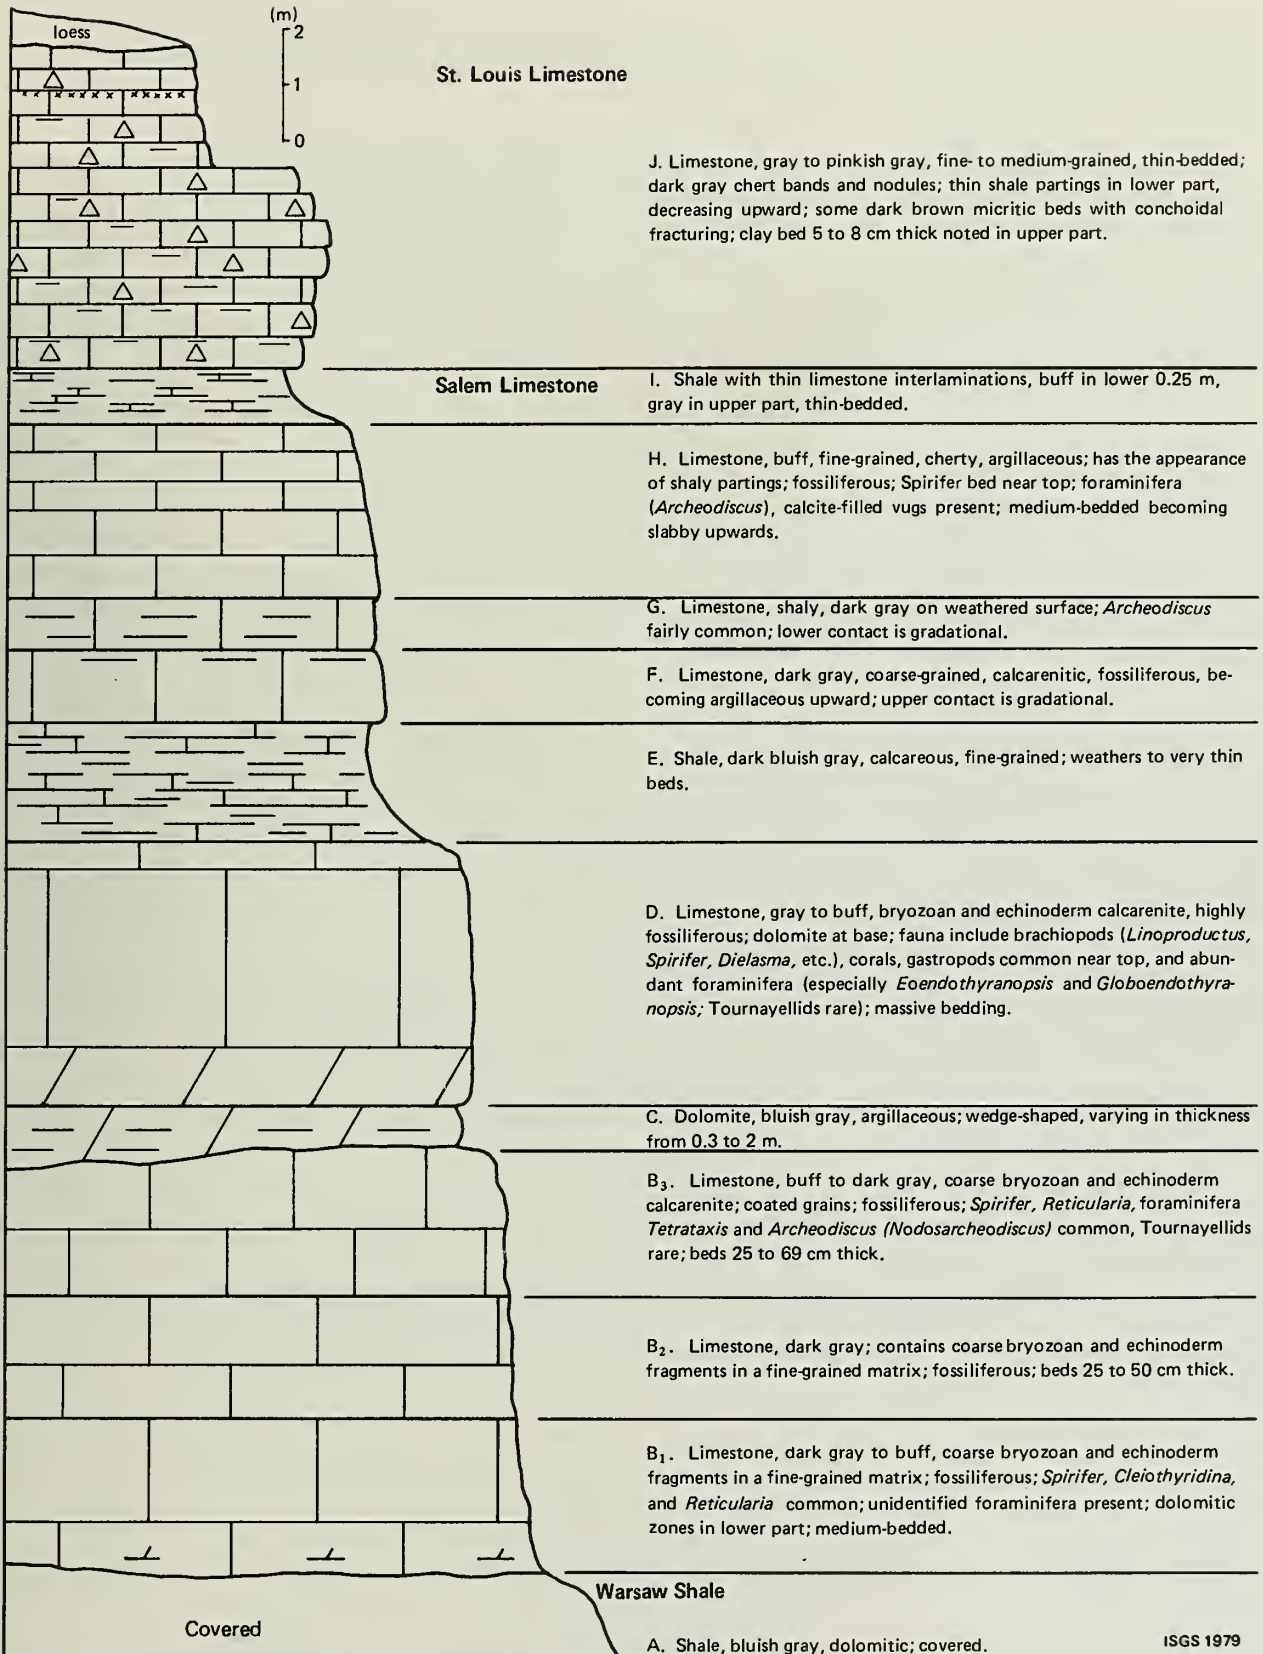 loess
(m)
2
1
0
St. Louis Limestone
J. Limestone, gray to pinkish gray, fine- to medium-grained, thin-bedded;
dark gray chert bands and nodules; thin shale partings in lower part,
decreasing upward; some dark brown micritic beds with conchoidal
fracturing; clay bed 5 to 8 cm thick noted in upper part.
Salem Limestone
I. Shale with thin limestone interlaminations, buff in lower 0.25 m,
gray in upper part, thin-bedded.
H. Limestone, buff, fine-grained, cherty, argillaceous; has the appearance
of shaly partings; fossiliferous; Spirifer bed near top; foraminifera
(Archeodiscus), calcite-filled vugs present; medium-bedded becoming
slabby upwards.
G. Limestone, shaly, dark gray on weathered surface; Archeodiscus
fairly common; lower contact is gradational.
F. Limestone, dark gray, coarse-grained, calcarenitic, fossiliferous, be-
coming argillaceous upward; upper contact is gradational.
E. Shale, dark bluish gray, calcareous, fine-grained; weathers to very thin
beds.
D. Limestone, gray to buff, bryozoan and echinoderm calcarenite, highly
fossiliferous; dolomite at base; fauna include brachiopods (Linoproductus,
Spirifer, Dielasma, etc.), corals, gastropods common near top, and abun-
dant foraminifera (especially Eoendothyranopsis and Globoendothyra-
nopsis; Tournayellids rare); massive bedding.
C. Dolomite, bluish gray, argillaceous; wedge-shaped, varying in thickness
from 0.3 to 2 m.
B₃. Limestone, buff to dark gray, coarse bryozoan and echinoderm
calcarenite; coated grains; fossiliferous; Spirifer, Reticularia, foraminifera
Tetrataxis and Archeodiscus (Nodosarcheodiscus) common, Tournayellids
rare; beds 25 to 69 cm thick.
B₂. Limestone, dark gray; contains coarse bryozoan and echinoderm
fragments in a fine-grained matrix; fossiliferous; beds 25 to 50 cm thick.
B₁. Limestone, dark gray to buff, coarse bryozoan and echinoderm
fragments in a fine-grained matrix; fossiliferous; Spirifer, Cleiothyridina,
and Reticularia common; unidentified foraminifera present; dolomitic
zones in lower part; medium-bedded.
Warsaw Shale
Covered
A. Shale, bluish gray, dolomitic; covered.
ISGS 1979